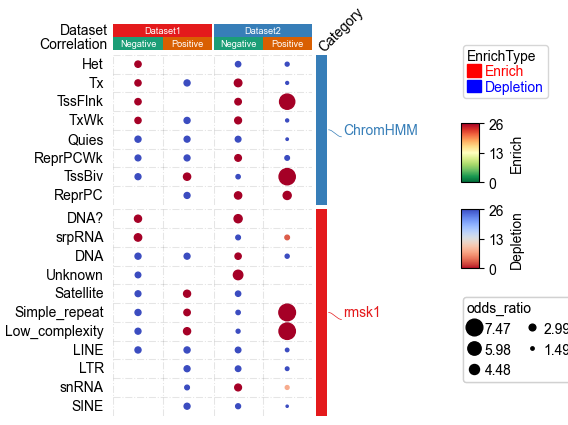 Dataset Dataset1 Dataset2
Correlation Negative Positive Negative Positive
Category
Het
Tx
TssFlnk
TxWk
Quies
ReprPCWk
TssBiv
ReprPC
DNA?
srpRNA
DNA
Unknown
Satellite
Simple_repeat
Low_complexity
LINE
LTR
snRNA
SINE
ChromHMM
rmsk1
EnrichType
Enrich
Depletion
26
13
0
Enrich
26
13
0
Depletion
odds_ratio
7.47 2.99
5.98 1.49
4.48